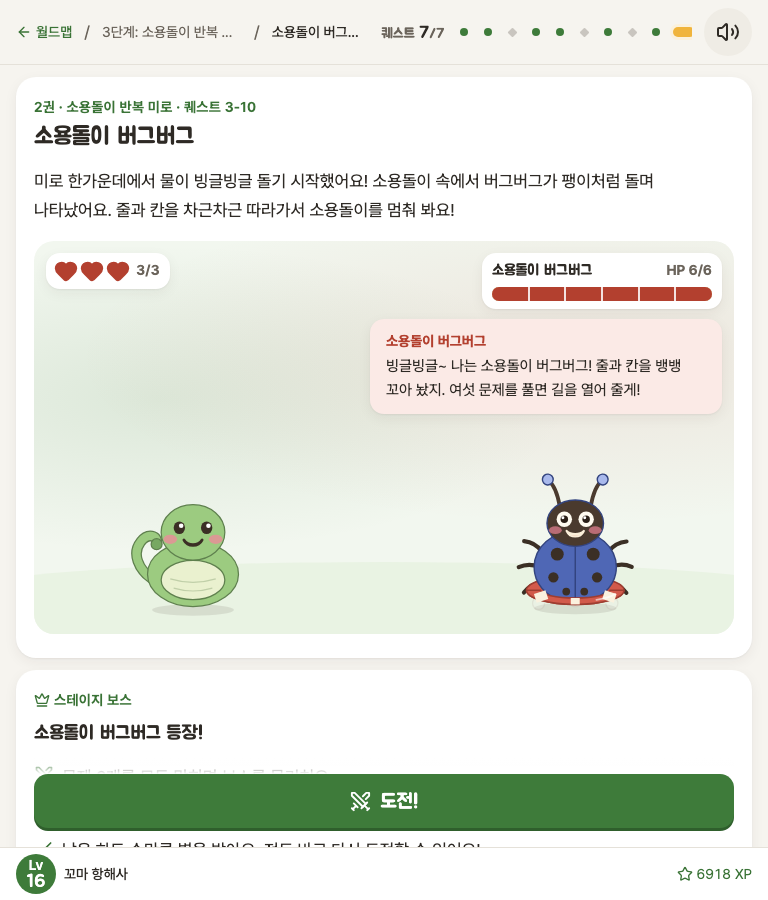 월드맵 / 3단계: 소용돌이 반복 ... / 소용돌이 버그... 퀘스트 7/7
2권 · 소용돌이 반복 미로 · 퀘스트 3-10
소용돌이 버그버그
미로 한가운데에서 물이 빙글빙글 돌기 시작했어요! 소용돌이 속에서 버그버그가 팽이처럼 돌며
나타났어요. 줄과 칸을 차근차근 따라가서 소용돌이를 멈춰 봐요!
3/3
소용돌이 버그버그 HP 6/6
소용돌이 버그버그
빙글빙글~ 나는 소용돌이 버그버그! 줄과 칸을 뱅뱅
꼬아 놨지. 여섯 문제를 풀면 길을 열어 줄게!
스테이지 보스
소용돌이 버그버그 등장!
도전!
Lv
16
꼬마 항해사
6918 XP